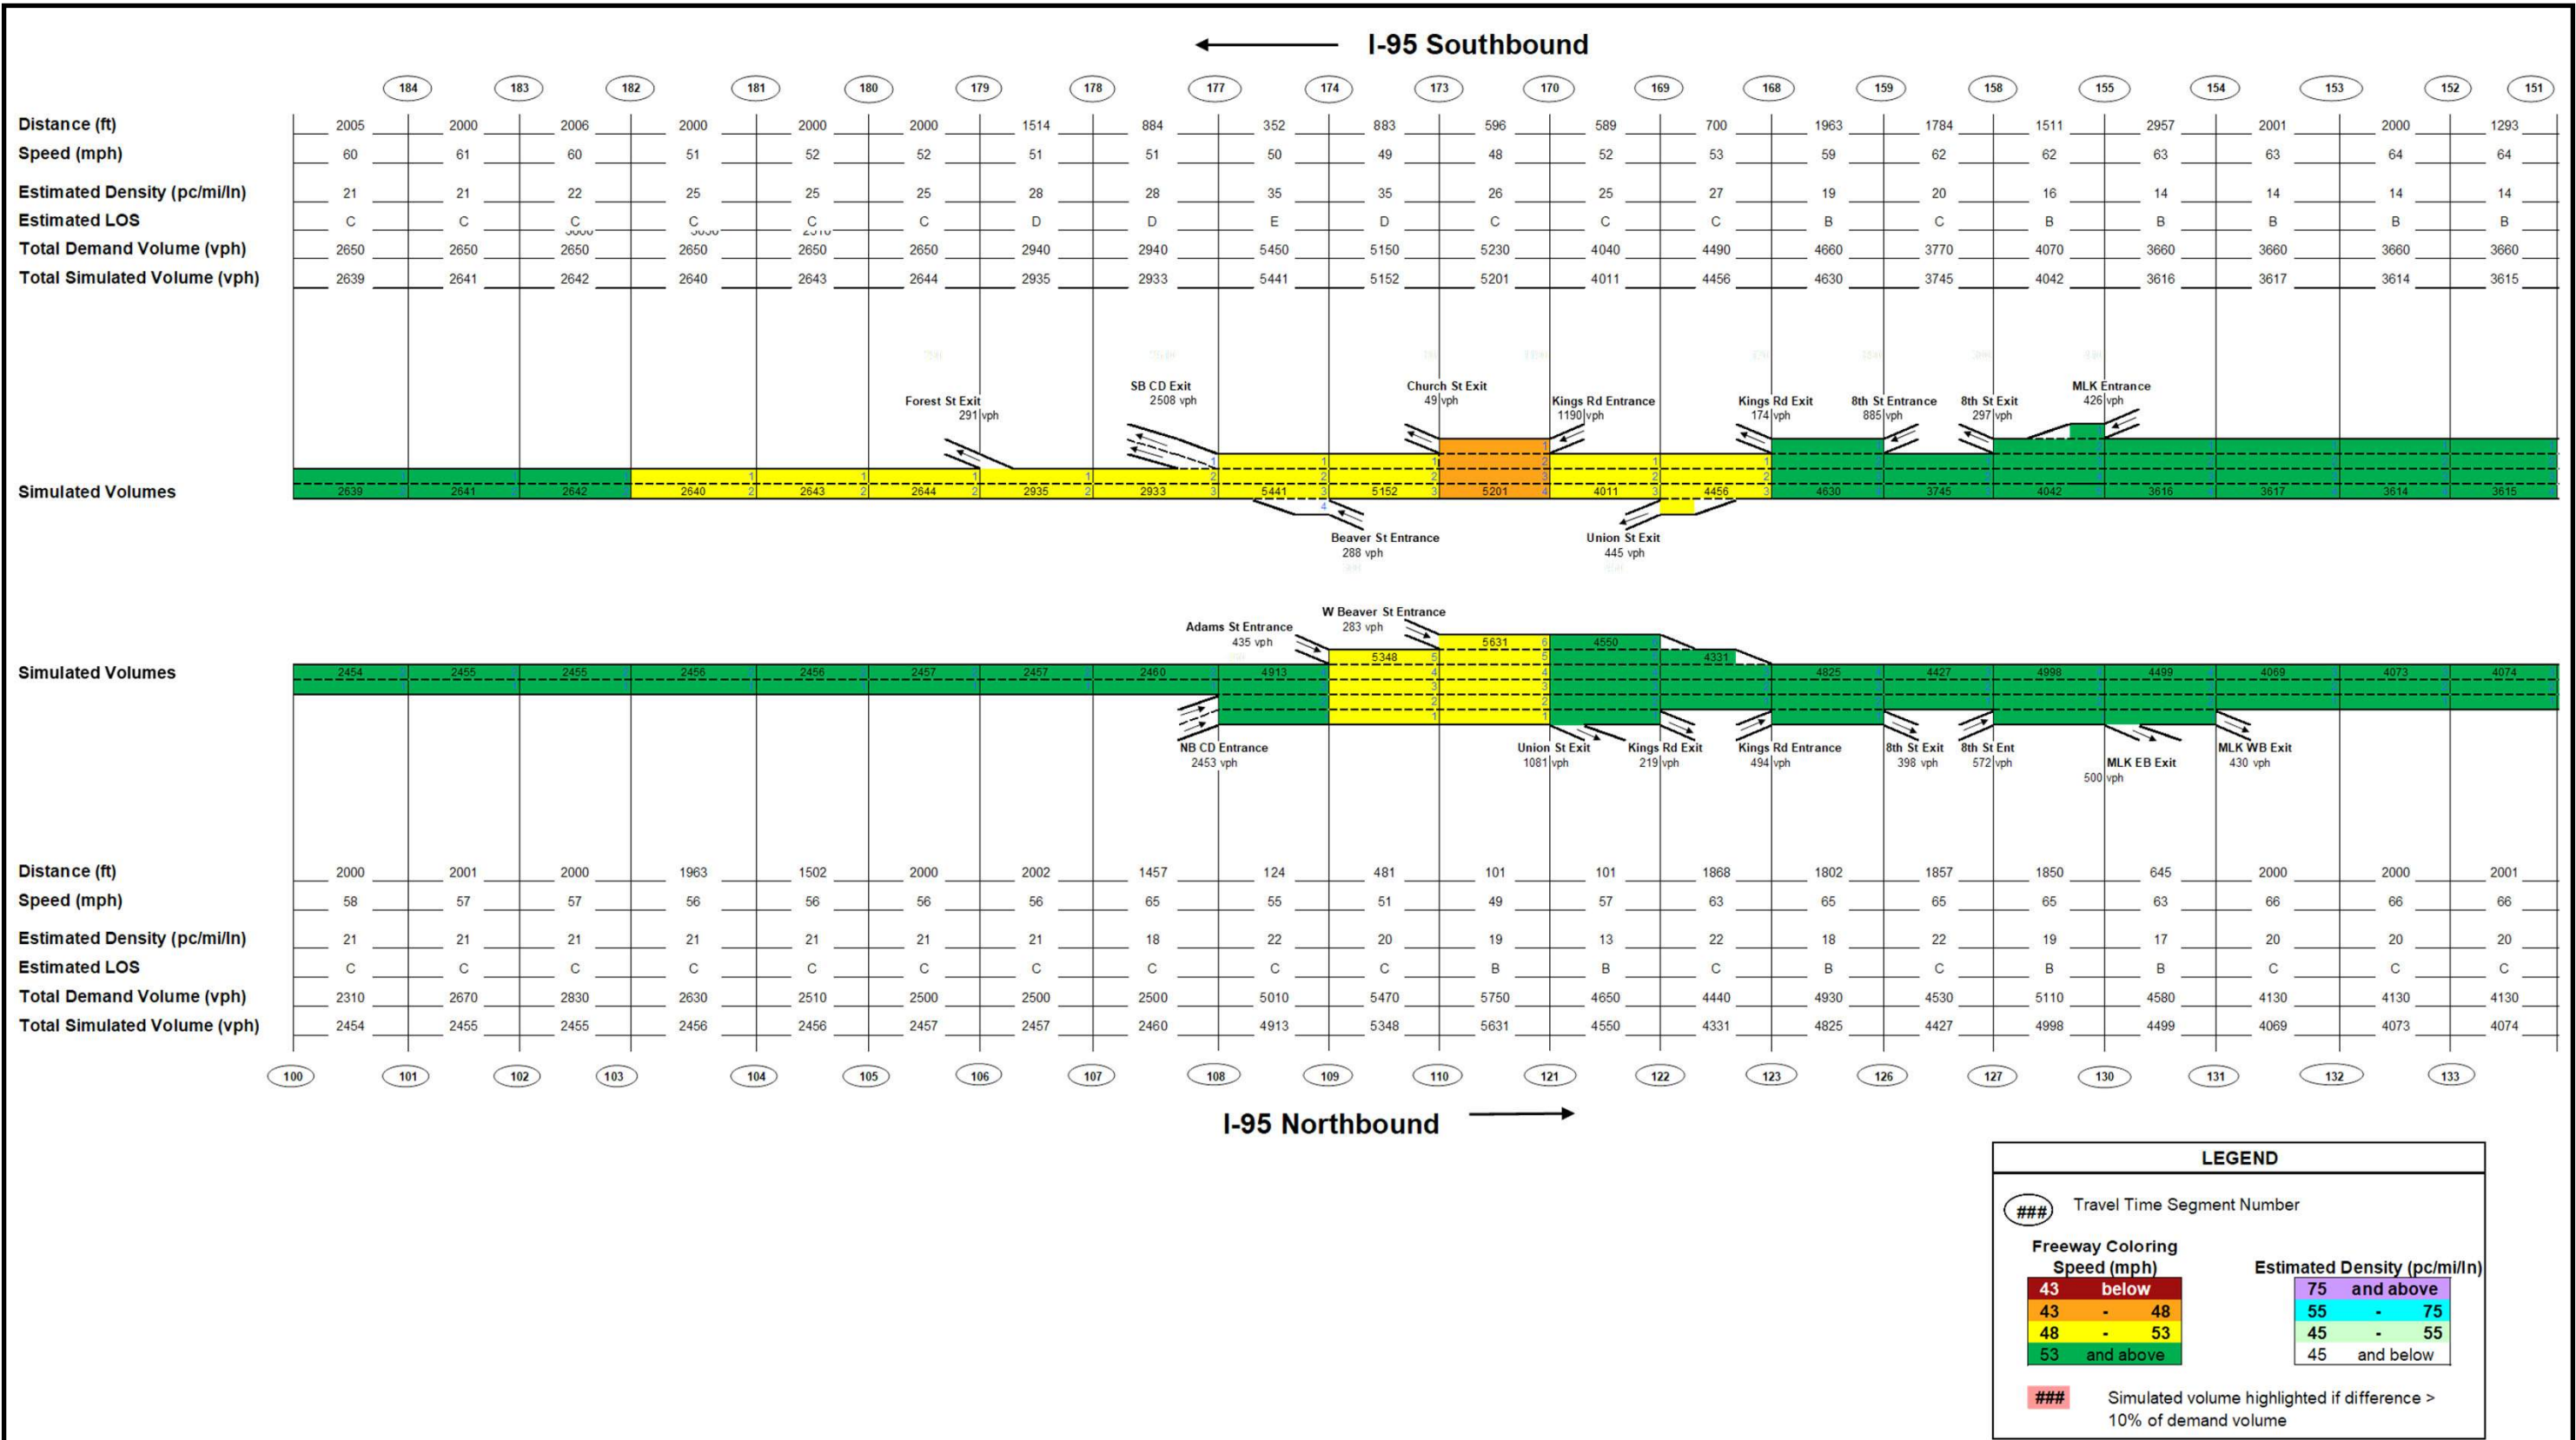 I-95 Southbound
184 183 182 181 180 179 178 177 174 173 170 169 168 159 158 155 154 153 152 151
Distance (ft) 2005 2000 2006 2000 2000 2000 1514 884 352 883 596 589 700 1963 1784 1511 2957 2001 2000 1293
Speed (mph) 60 61 60 51 52 52 51 51 50 49 48 52 53 59 62 62 63 63 64 64
Estimated Density (pc/mi/ln) 21 21 22 25 25 25 28 28 35 35 26 25 27 19 20 16 14 14 14 14
Estimated LOS C C C C C C D D E D C C C B C B B B B B
Total Demand Volume (vph) 2650 2650 2650 2650 2650 2650 2940 2940 5450 5150 5230 4040 4490 4660 3770 4070 3660 3660 3660 3660
Total Simulated Volume (vph) 2639 2641 2642 2640 2643 2644 2935 2933 5441 5152 5201 4011 4456 4630 3745 4042 3616 3617 3614 3615
SB CD Exit Church St Exit MLK Entrance
2508 vph 49 vph 426 vph
Forest St Exit Kings Rd Entrance Kings Rd Exit 8th St Entrance 8th St Exit
291 vph 1190 vph 174 vph 885 vph 297 vph
Simulated Volumes 2639 2641 2642 2640 2643 2644 2935 2933 5441 5152 5201 4011 4456 4630 3745 4042 3616 3617 3614 3615
Beaver St Entrance Union St Exit
288 vph 445 vph
W Beaver St Entrance
283 vph
Adams St Entrance
435 vph
5631 4550
5348 4331
Simulated Volumes 2454 2455 2455 2456 2456 2457 2457 2460 4913 4825 4427 4998 4499 4069 4073 4074
NB CD Entrance Union St Exit Kings Rd Exit Kings Rd Entrance 8th St Exit 8th St Ent MLK WB Exit
2453 vph 1081 vph 219 vph 494 vph 398 vph 572 vph MLK EB Exit 430 vph
500 vph
Distance (ft) 2000 2001 2000 1963 1502 2000 2002 1457 124 481 101 101 1868 1802 1857 1850 645 2000 2000 2001
Speed (mph) 58 57 57 56 56 56 56 65 55 51 49 57 63 65 65 65 63 66 66 66
Estimated Density (pc/mi/ln) 21 21 21 21 21 21 21 18 22 20 19 13 22 18 22 19 17 20 20 20
Estimated LOS C C C C C C C C C C B B C B C B B C C C
Total Demand Volume (vph) 2310 2670 2830 2630 2510 2500 2500 2500 5010 5470 5750 4650 4440 4930 4530 5110 4580 4130 4130 4130
Total Simulated Volume (vph) 2454 2455 2455 2456 2456 2457 2457 2460 4913 5348 5631 4550 4331 4825 4427 4998 4499 4069 4073 4074
100 101 102 103 104 105 106 107 108 109 110 121 122 123 126 127 130 131 132 133
I-95 Northbound
LEGEND
### Travel Time Segment Number
Freeway Coloring
Speed (mph) Estimated Density (pc/mi/ln)
43 below 75 and above
43 - 48 55 - 75
48 - 53 45 - 55
53 and above 45 and below
### Simulated volume highlighted if difference >
10% of demand volume